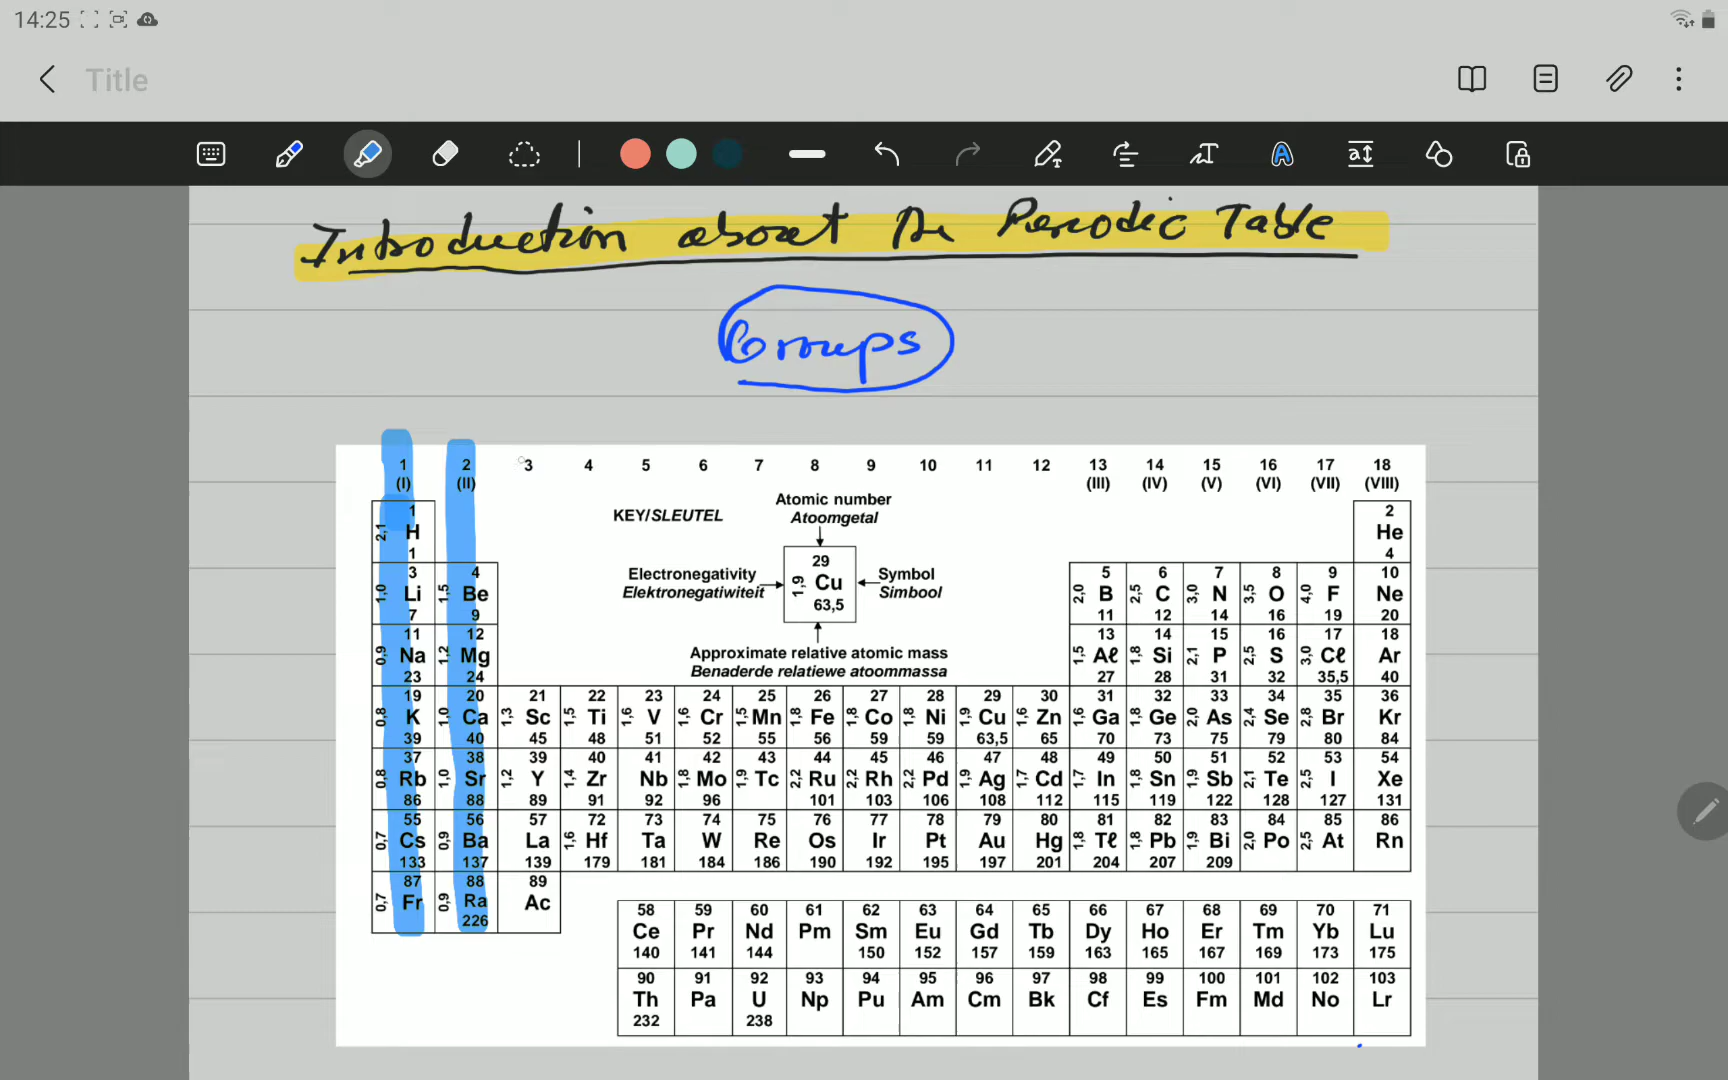 14:25
Title
Introduction about the Periodic Table
Groups
1 2 3 4 5 6 7 8 9 10 11 12 13 14 15 16 17 18
(I) (II) (III) (IV) (V) (VI) (VII) (VIII)
KEY/SLEUTEL
Atomic number
Atoomgetal
Electronegativity
Elektronegatiwiteit
29
1,9 Cu
63,5
Symbol
Simbool
Approximate relative atomic mass
Benaderde relatiewe atoommassa
1 2
2,1 H He
1 4
3 4 5 6 7 8 9 10
1,0 Li 1,5 Be 2,0 B 2,5 C 3,0 N 3,5 O 4,0 F Ne
7 9 11 12 14 16 19 20
11 12 13 14 15 16 17 18
0,9 Na 1,2 Mg 1,5 Aℓ 1,8 Si 2,1 P 2,5 S 3,0 Cℓ Ar
23 24 27 28 31 32 35,5 40
19 20 21 22 23 24 25 26 27 28 29 30 31 32 33 34 35 36
0,8 K 1,0 Ca 1,3 Sc 1,5 Ti 1,6 V 1,6 Cr 1,5 Mn 1,8 Fe 1,8 Co 1,8 Ni 1,9 Cu 1,6 Zn 1,6 Ga 1,8 Ge 2,0 As 2,4 Se 2,8 Br Kr
39 40 45 48 51 52 55 56 59 59 63,5 65 70 73 75 79 80 84
37 38 39 40 41 42 43 44 45 46 47 48 49 50 51 52 53 54
0,8 Rb 1,0 Sr 1,2 Y 1,4 Zr Nb 1,8 Mo 1,9 Tc 2,2 Ru 2,2 Rh 2,2 Pd 1,9 Ag 1,7 Cd 1,7 In 1,8 Sn 1,9 Sb 2,1 Te 2,5 I Xe
86 88 89 91 92 96 101 103 106 108 112 115 119 122 128 127 131
55 56 57 72 73 74 75 76 77 78 79 80 81 82 83 84 85 86
0,7 Cs 0,9 Ba La 1,6 Hf Ta W Re Os Ir Pt Au Hg 1,8 Tℓ 1,8 Pb 1,9 Bi 2,0 Po 2,5 At Rn
133 137 139 179 181 184 186 190 192 195 197 201 204 207 209
87 88 89
0,7 Fr 0,9 Ra Ac
226
58 59 60 61 62 63 64 65 66 67 68 69 70 71
Ce Pr Nd Pm Sm Eu Gd Tb Dy Ho Er Tm Yb Lu
140 141 144 150 152 157 159 163 165 167 169 173 175
90 91 92 93 94 95 96 97 98 99 100 101 102 103
Th Pa U Np Pu Am Cm Bk Cf Es Fm Md No Lr
232 238